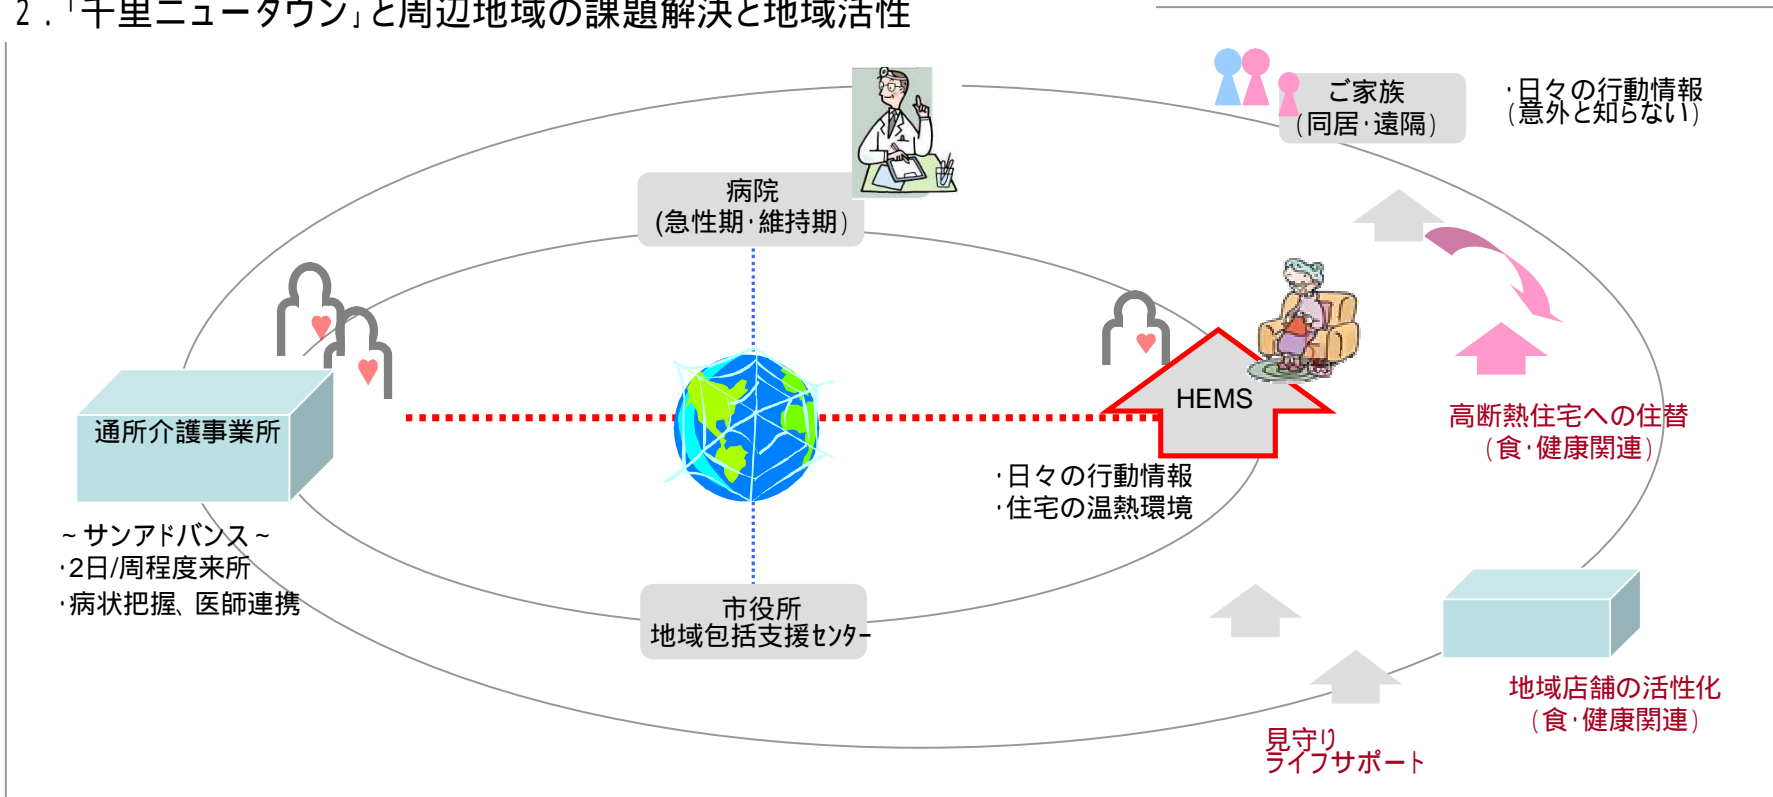 2.「千里ニュータウン」と周辺地域の課題解決と地域活性
ご家族
(同居・遠隔)
・日々の行動情報
(意外と知らない)
病院
(急性期・維持期)
通所介護事業所
HEMS
高断熱住宅への住替
(食・健康関連)
・日々の行動情報
・住宅の温熱環境
~サンアドバンス~
・2日/周程度来所
・病状把握、医師連携
市役所
地域包括支援センター
地域店舗の活性化
(食・健康関連)
見守り
ライフサポート